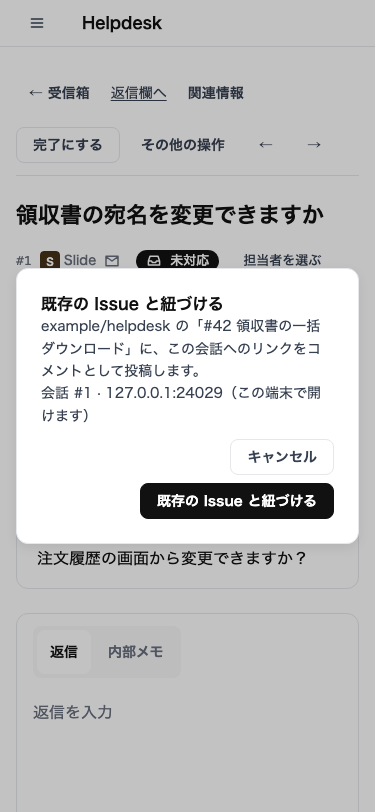 Helpdesk
← 受信箱 返信欄へ 関連情報
完了にする その他の操作 ← →
領収書の宛名を変更できますか
#1 S Slide 未対応 担当者を選ぶ
既存の Issue と紐づける
example/helpdesk の「#42 領収書の一括
ダウンロード」に、この会話へのリンクをコ
メントとして投稿します。
会話 #1 · 127.0.0.1:24029（この端末で開
けます）
キャンセル
既存の Issue と紐づける
注文履歴の画面から変更できますか？
返信 内部メモ
返信を入力